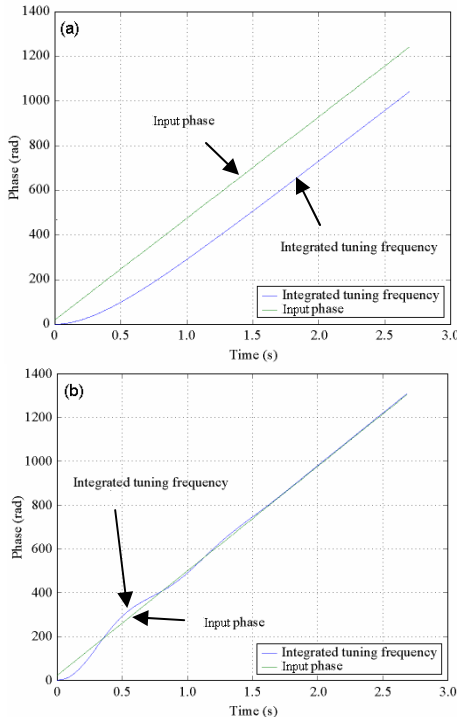 (a)
1400
1200
1000
800
600
400
200
0
Phase (rad)
Input phase
Integrated tuning frequency
Integrated tuning frequency
Input phase
0 0.5 1.0 1.5 2.0 2.5 3.0
Time (s)
(b)
1400
1200
1000
800
600
400
200
0
Phase (rad)
Integrated tuning frequency
Input phase
Integrated tuning frequency
Input phase
0 0.5 1.0 1.5 2.0 2.5 3.0
Time (s)